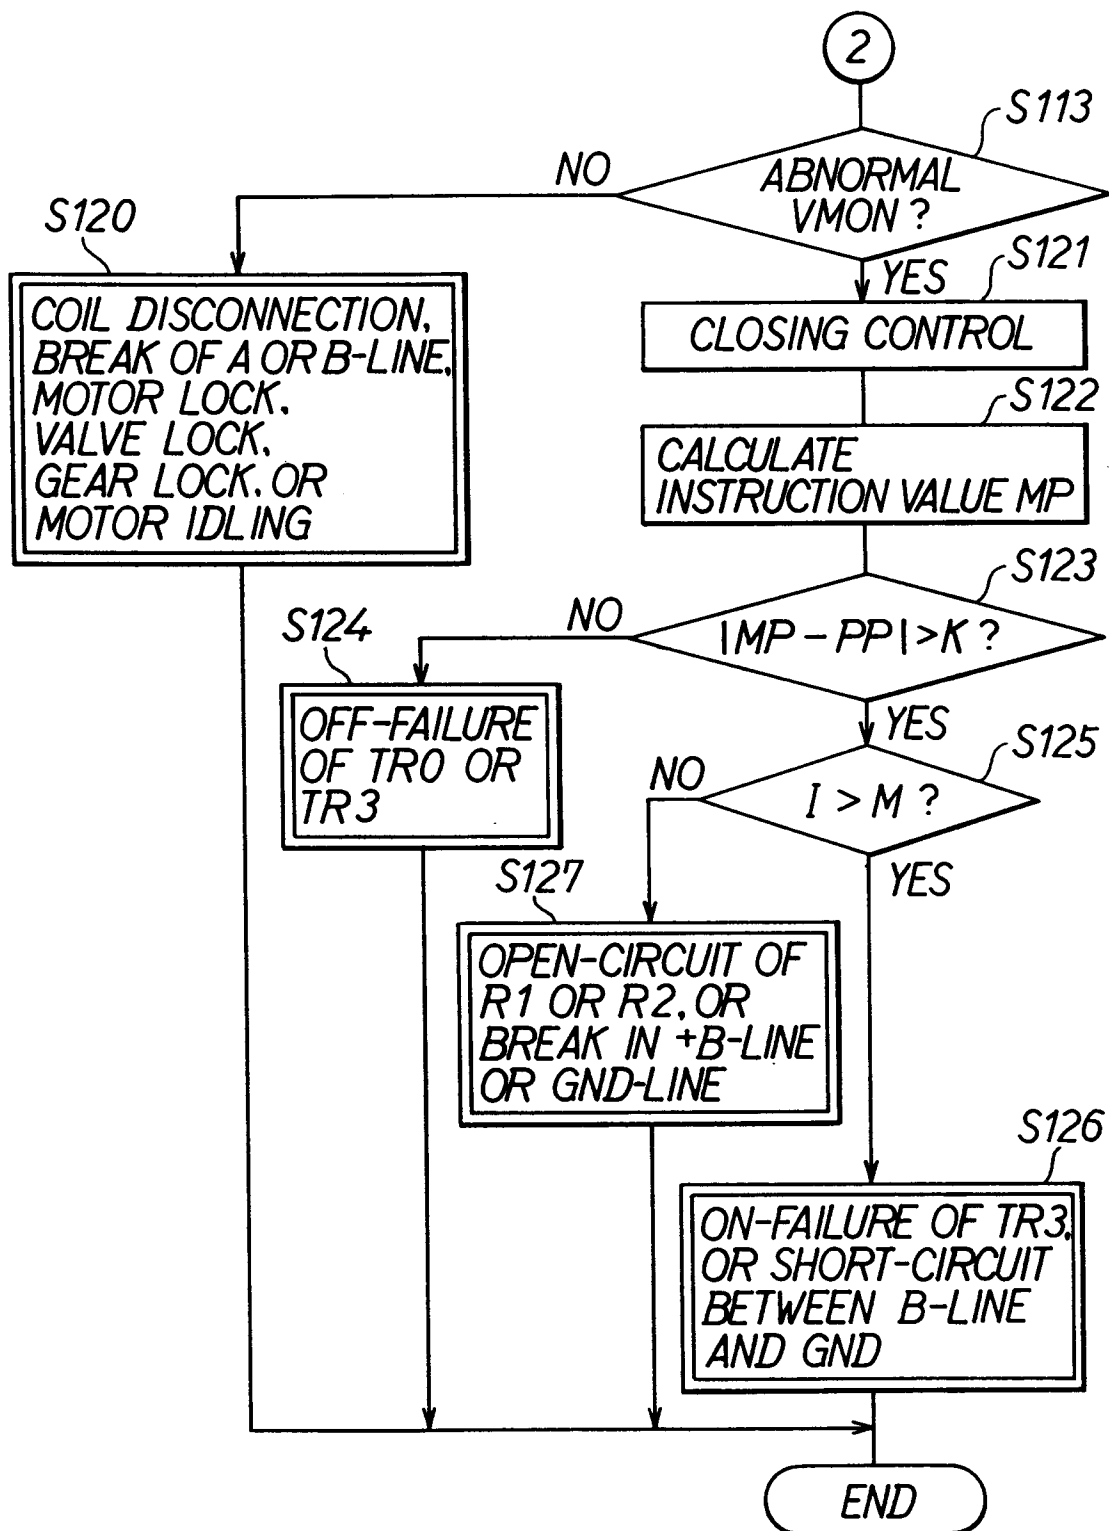 2
S113
ABNORMAL
VMON ?
NO
YES
S120
COIL DISCONNECTION,
BREAK OF A OR B-LINE,
MOTOR LOCK,
VALVE LOCK,
GEAR LOCK, OR
MOTOR IDLING
S121
CLOSING CONTROL
S122
CALCULATE
INSTRUCTION VALUE MP
S123
|MP-PP|>K ?
NO
YES
S124
OFF-FAILURE
OF TR0 OR
TR3
S125
I > M ?
NO
YES
S127
OPEN-CIRCUIT OF
R1 OR R2, OR
BREAK IN +B-LINE
OR GND-LINE
S126
ON-FAILURE OF TR3,
OR SHORT-CIRCUIT
BETWEEN B-LINE
AND GND
END